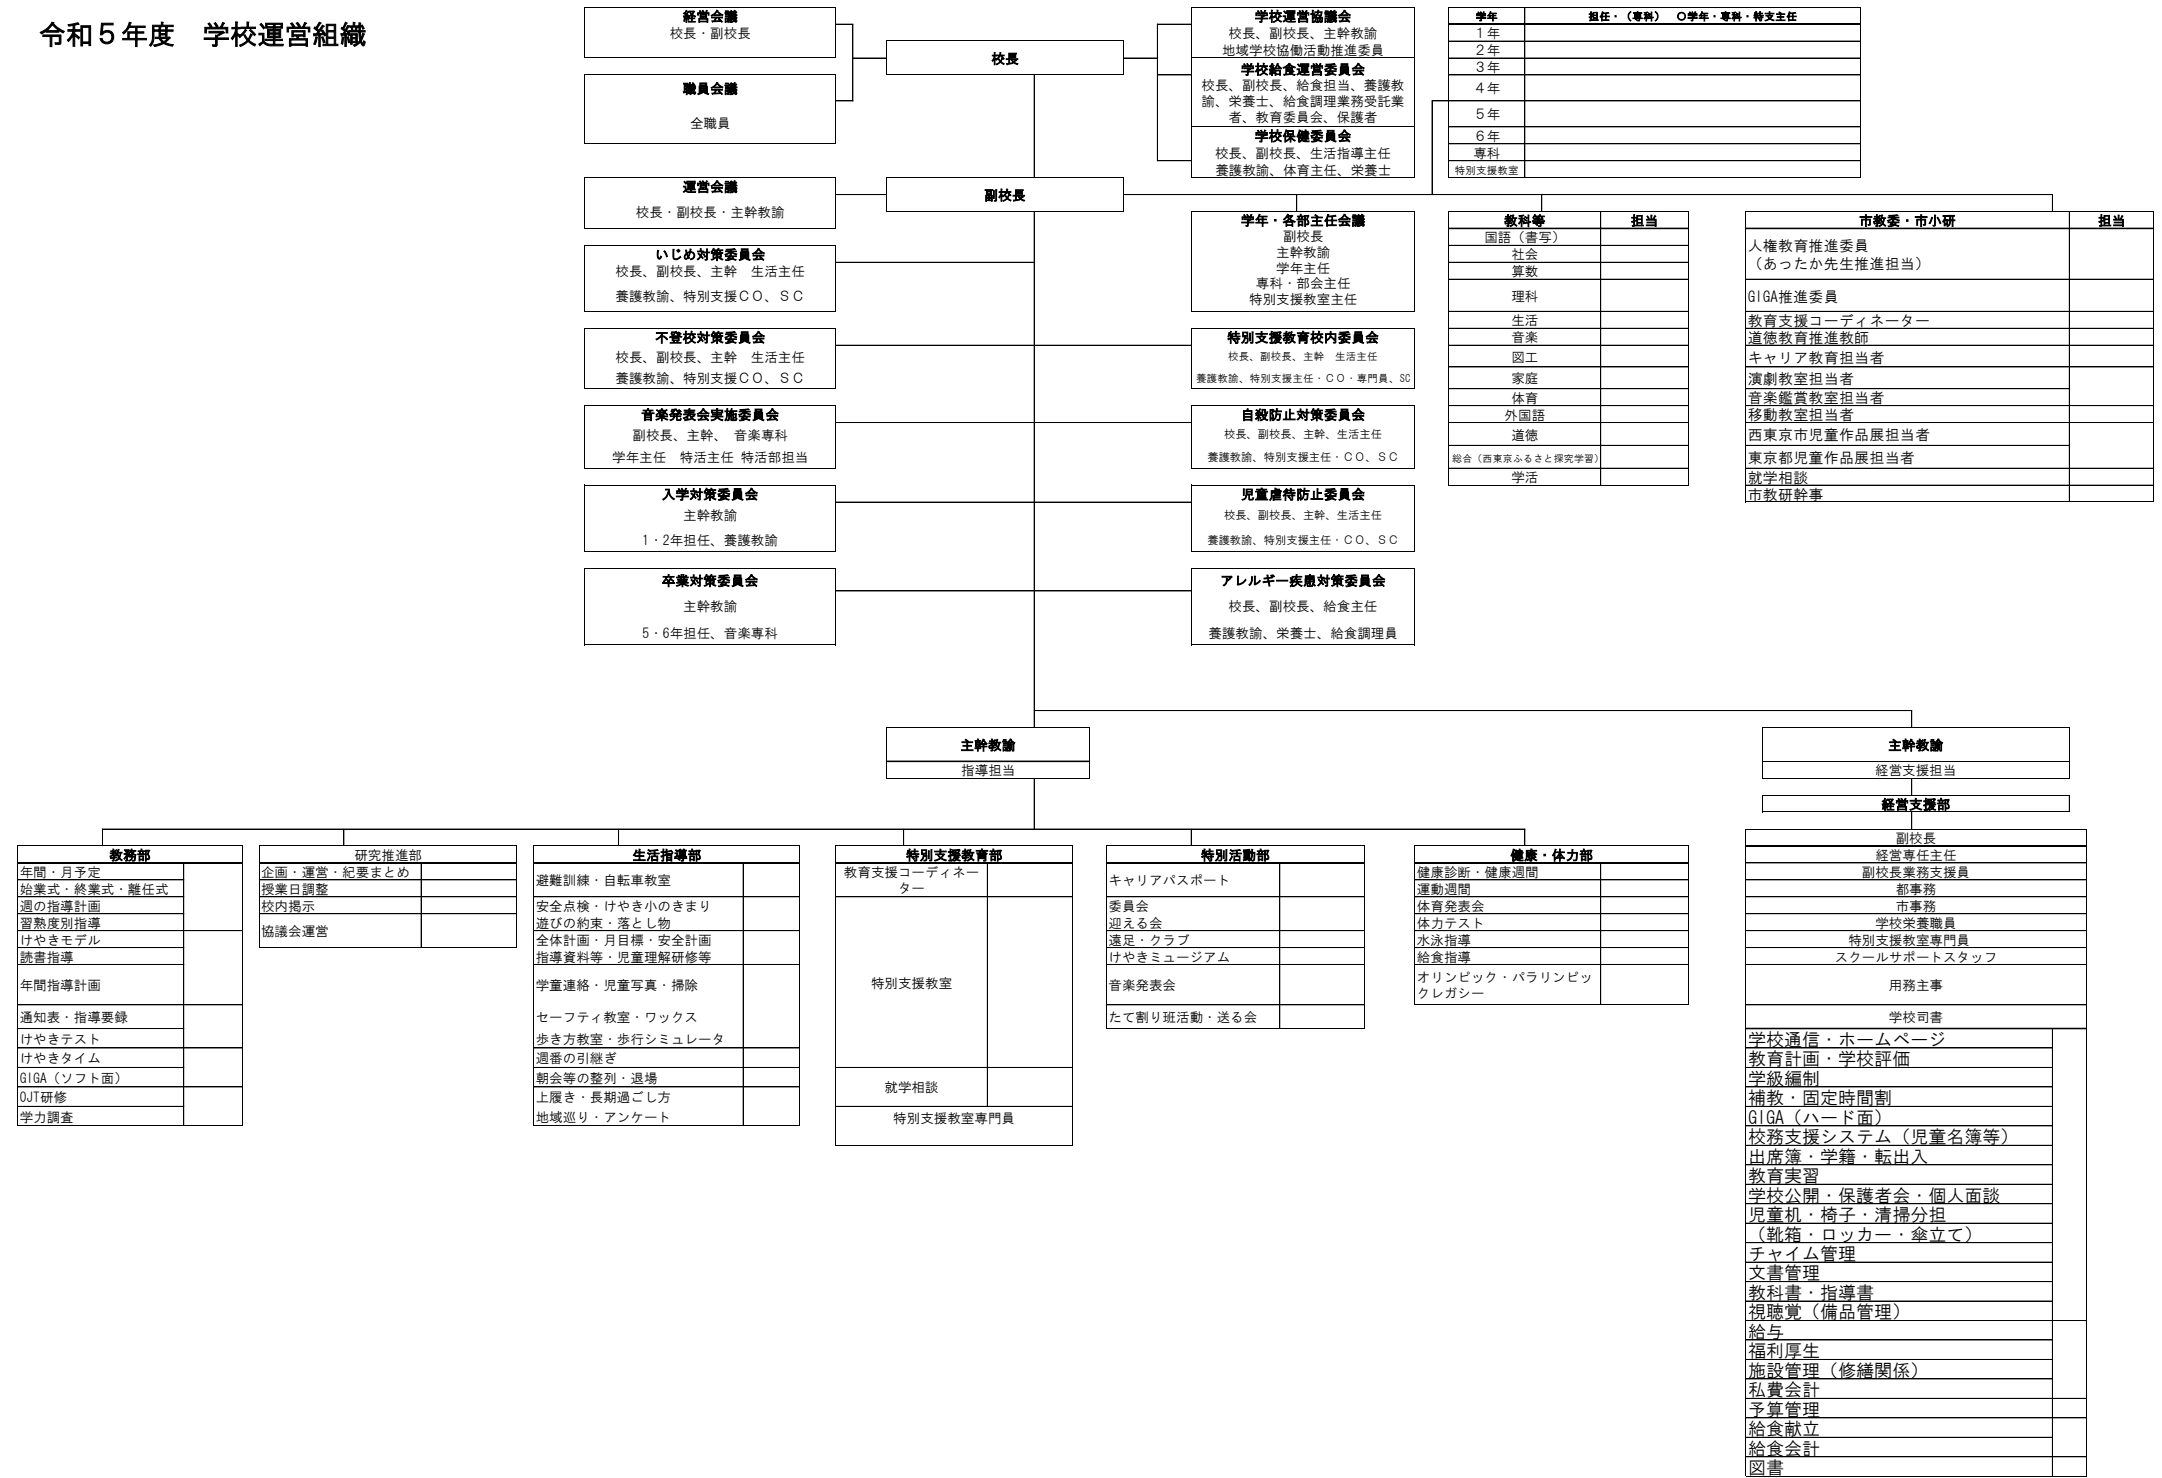 令和５年度　学校運営組織
経営会議
校長・副校長
職員会議
全職員
校長
学校運営協議会
校長、副校長、主幹教諭
地域学校協働活動推進委員
学校給食運営委員会
校長、副校長、給食担当、養護教
諭、栄養士、給食調理業務受託業
者、教育委員会、保護者
学校保健委員会
校長、副校長、生活指導主任
養護教諭、体育主任、栄養士
学年　担任・（専科）　〇学年・専科・特支主任
１年
２年
３年
４年
５年
６年
専科
特別支援教室
運営会議
校長・副校長・主幹教諭
副校長
いじめ対策委員会
校長、副校長、主幹　生活主任
養護教諭、特別支援ＣＯ、ＳＣ
不登校対策委員会
校長、副校長、主幹　生活主任
養護教諭、特別支援ＣＯ、ＳＣ
音楽発表会実施委員会
副校長、主幹、　音楽専科
学年主任　特活主任 特活部担当
入学対策委員会
主幹教諭
1・2年担任、養護教諭
卒業対策委員会
主幹教諭
5・6年担任、音楽専科
学年・各部主任会議
副校長
主幹教諭
学年主任
専科・部会主任
特別支援教室主任
特別支援教育校内委員会
校長、副校長、主幹　生活主任
養護教諭、特別支援主任・ＣＯ・専門員、SC
自殺防止対策委員会
校長、副校長、主幹、生活主任
養護教諭、特別支援主任・ＣＯ、ＳＣ
児童虐待防止委員会
校長、副校長、主幹、生活主任
養護教諭、特別支援主任・ＣＯ、ＳＣ
アレルギー疾患対策委員会
校長、副校長、給食主任
養護教諭、栄養士、給食調理員
教科等　担当
国語（書写）
社会
算数
理科
生活
音楽
図工
家庭
体育
外国語
道徳
総合（西東京ふるさと探究学習）
学活
市教委・市小研　担当
人権教育推進委員
（あったか先生推進担当）
GIGA推進委員
教育支援コーディネーター
道徳教育推進教師
キャリア教育担当者
演劇教室担当者
音楽鑑賞教室担当者
移動教室担当者
西東京市児童作品展担当者
東京都児童作品展担当者
就学相談
市教研幹事
主幹教諭
指導担当
主幹教諭
経営支援担当
経営支援部
教務部
年間・月予定
始業式・終業式・離任式
週の指導計画
習熟度別指導
けやきモデル
読書指導
年間指導計画
通知表・指導要録
けやきテスト
けやきタイム
GIGA（ソフト面）
OJT研修
学力調査
研究推進部
企画・運営・紀要まとめ
授業日調整
校内掲示
協議会運営
生活指導部
避難訓練・自転車教室
安全点検・けやき小のきまり
遊びの約束・落とし物
全体計画・月目標・安全計画
指導資料等・児童理解研修等
学童連絡・児童写真・掃除
セーフティ教室・ワックス
歩き方教室・歩行シミュレータ
週番の引継ぎ
朝会等の整列・退場
上履き・長期過ごし方
地域巡り・アンケート
特別支援教育部
教育支援コーディネー
ター
特別支援教室
就学相談
特別支援教室専門員
特別活動部
キャリアパスポート
委員会
迎える会
遠足・クラブ
けやきミュージアム
音楽発表会
たて割り班活動・送る会
健康・体力部
健康診断・健康週間
運動週間
体育発表会
体力テスト
水泳指導
給食指導
オリンピック・パラリンピッ
クレガシー
副校長
経営専任主任
副校長業務支援員
都事務
市事務
学校栄養職員
特別支援教室専門員
スクールサポートスタッフ
用務主事
学校司書
学校通信・ホームページ
教育計画・学校評価
学級編制
補教・固定時間割
GIGA（ハード面）
校務支援システム（児童名簿等）
出席簿・学籍・転出入
教育実習
学校公開・保護者会・個人面談
児童机・椅子・清掃分担
（靴箱・ロッカー・傘立て）
チャイム管理
文書管理
教科書・指導書
視聴覚（備品管理）
給与
福利厚生
施設管理（修繕関係）
私費会計
予算管理
給食献立
給食会計
図書